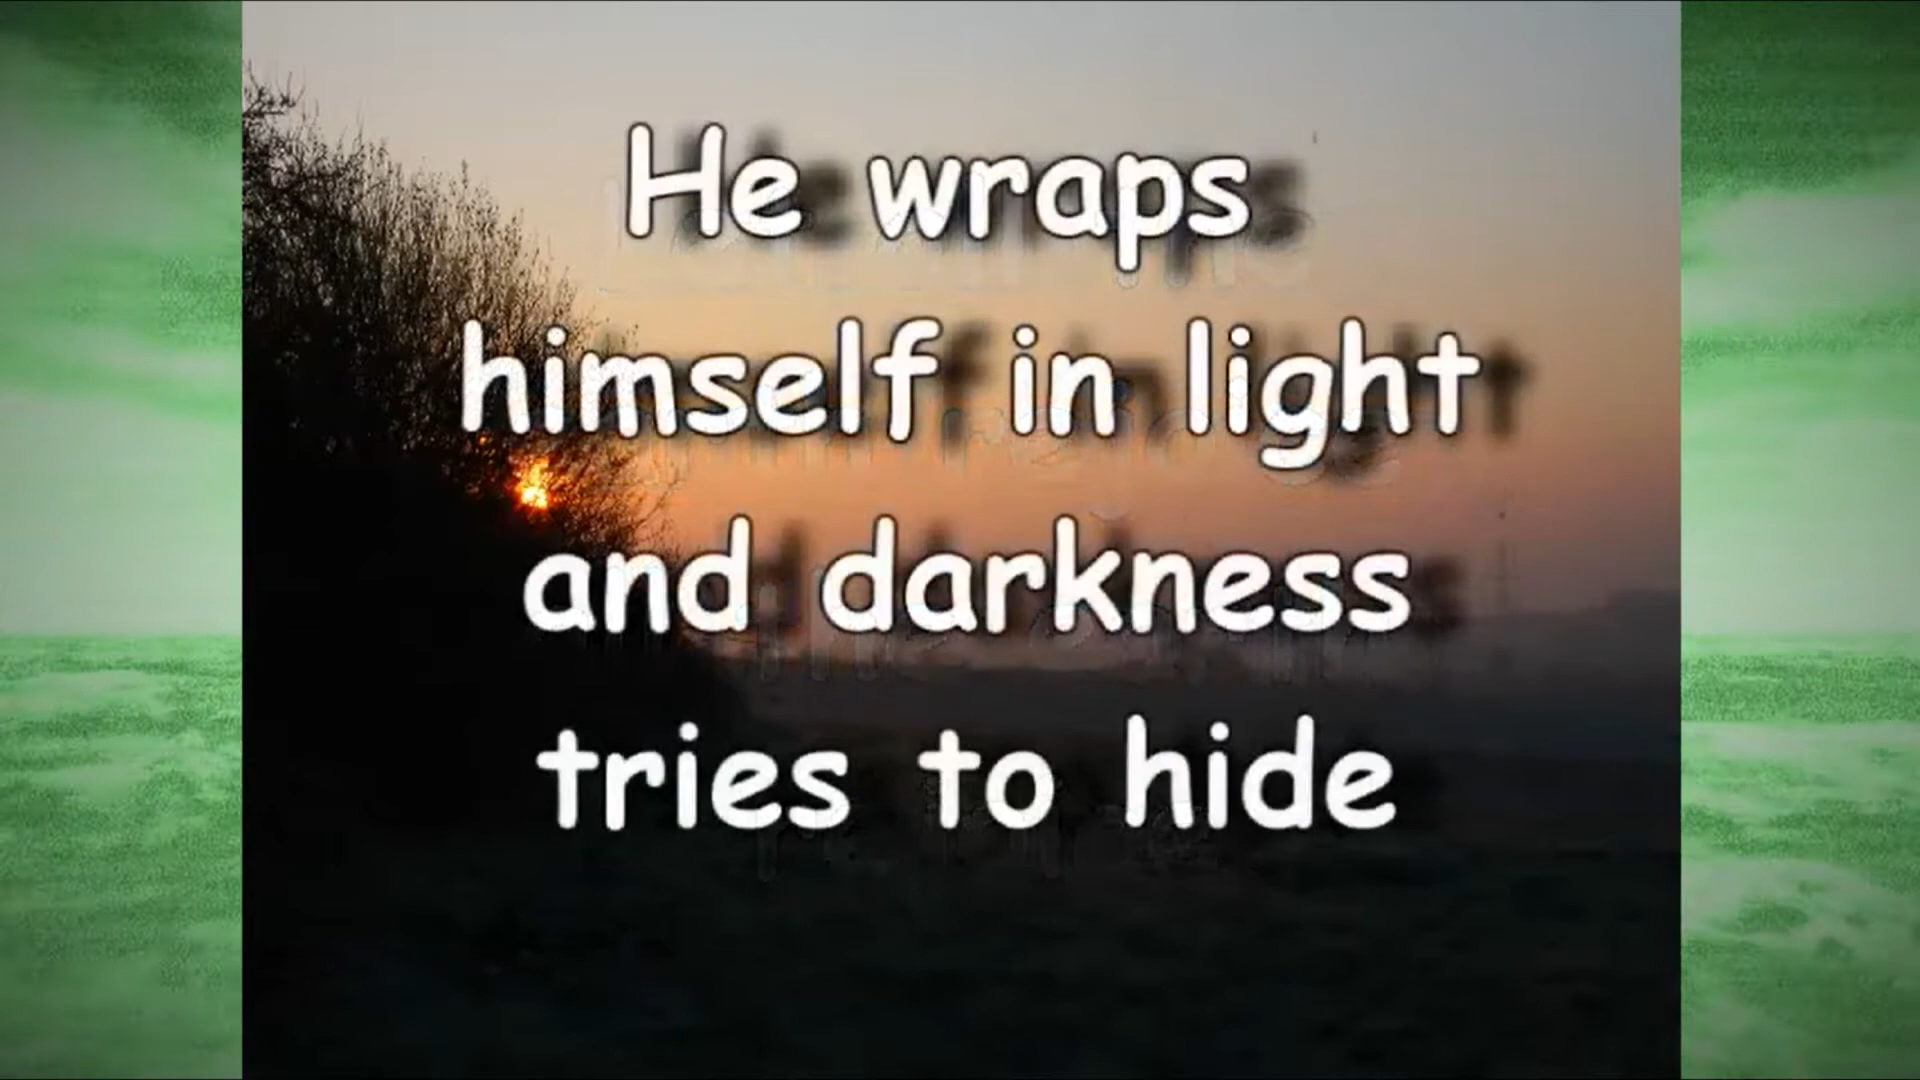 He wraps
himself in light
and darkness
tries to hide